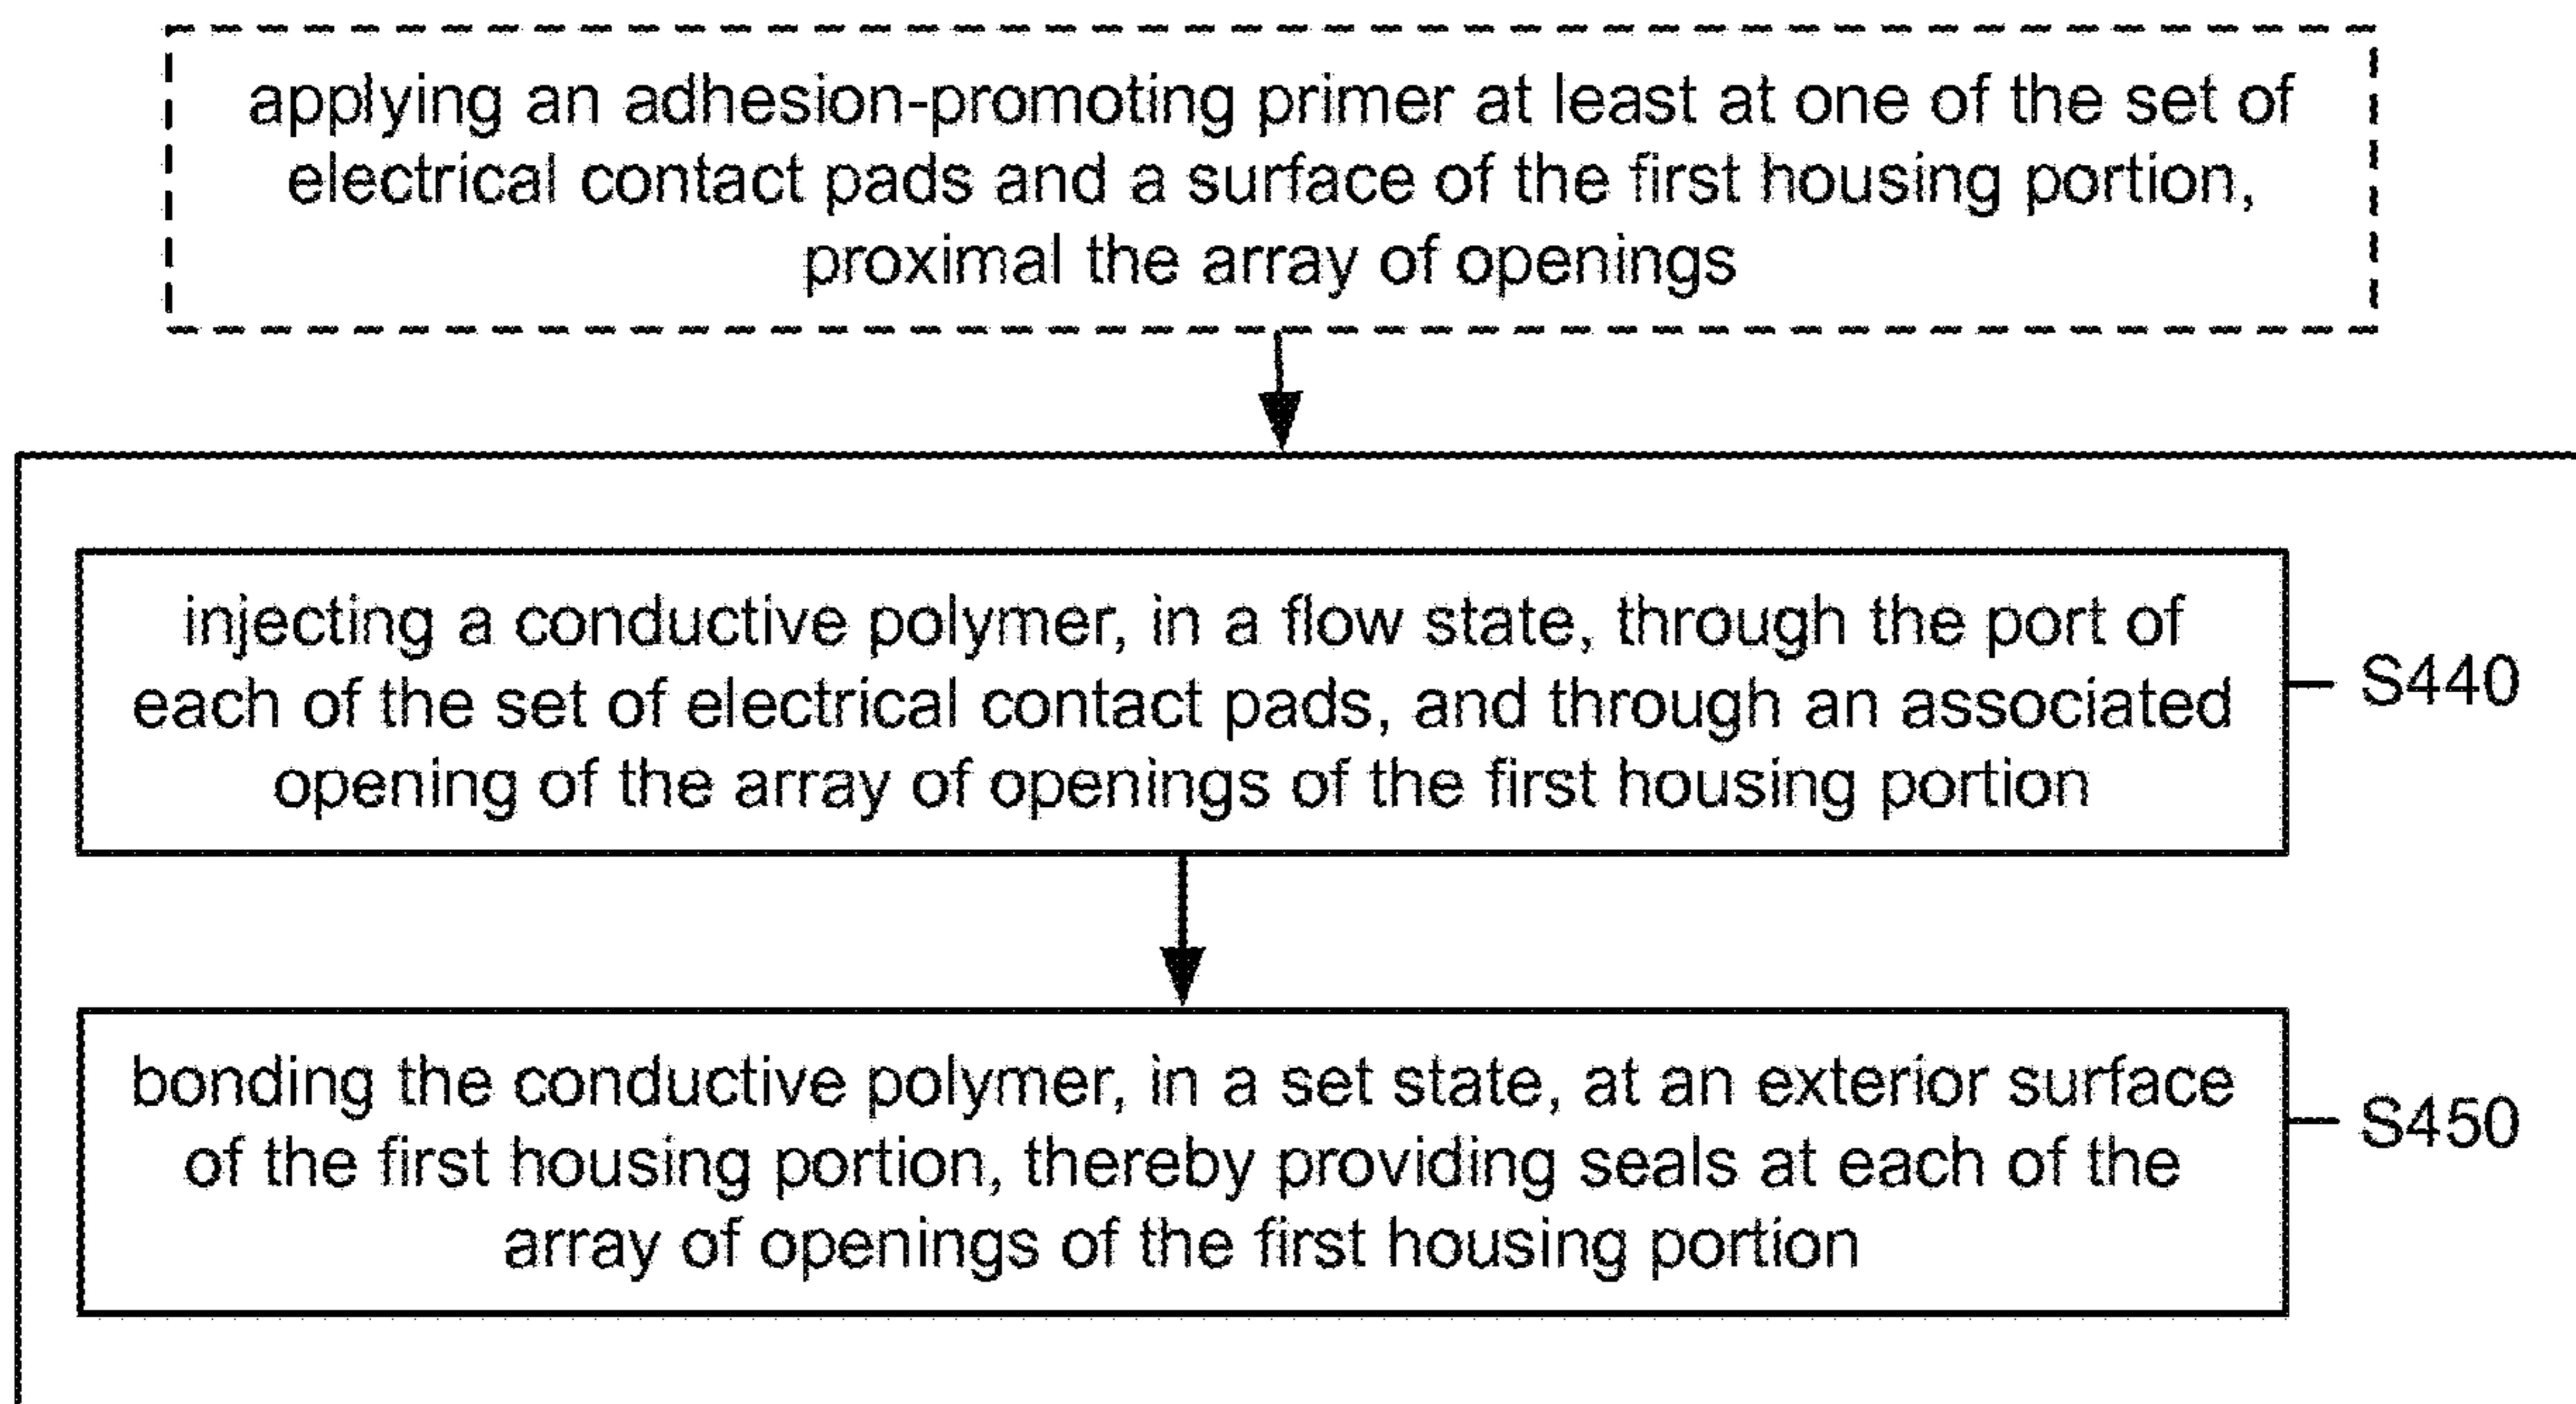 applying an adhesion-promoting primer at least at one of the set of
electrical contact pads and a surface of the first housing portion,
proximal the array of openings
injecting a conductive polymer, in a flow state, through the port of
each of the set of electrical contact pads, and through an associated
opening of the array of openings of the first housing portion
S440
bonding the conductive polymer, in a set state, at an exterior surface
of the first housing portion, thereby providing seals at each of the
array of openings of the first housing portion
S450